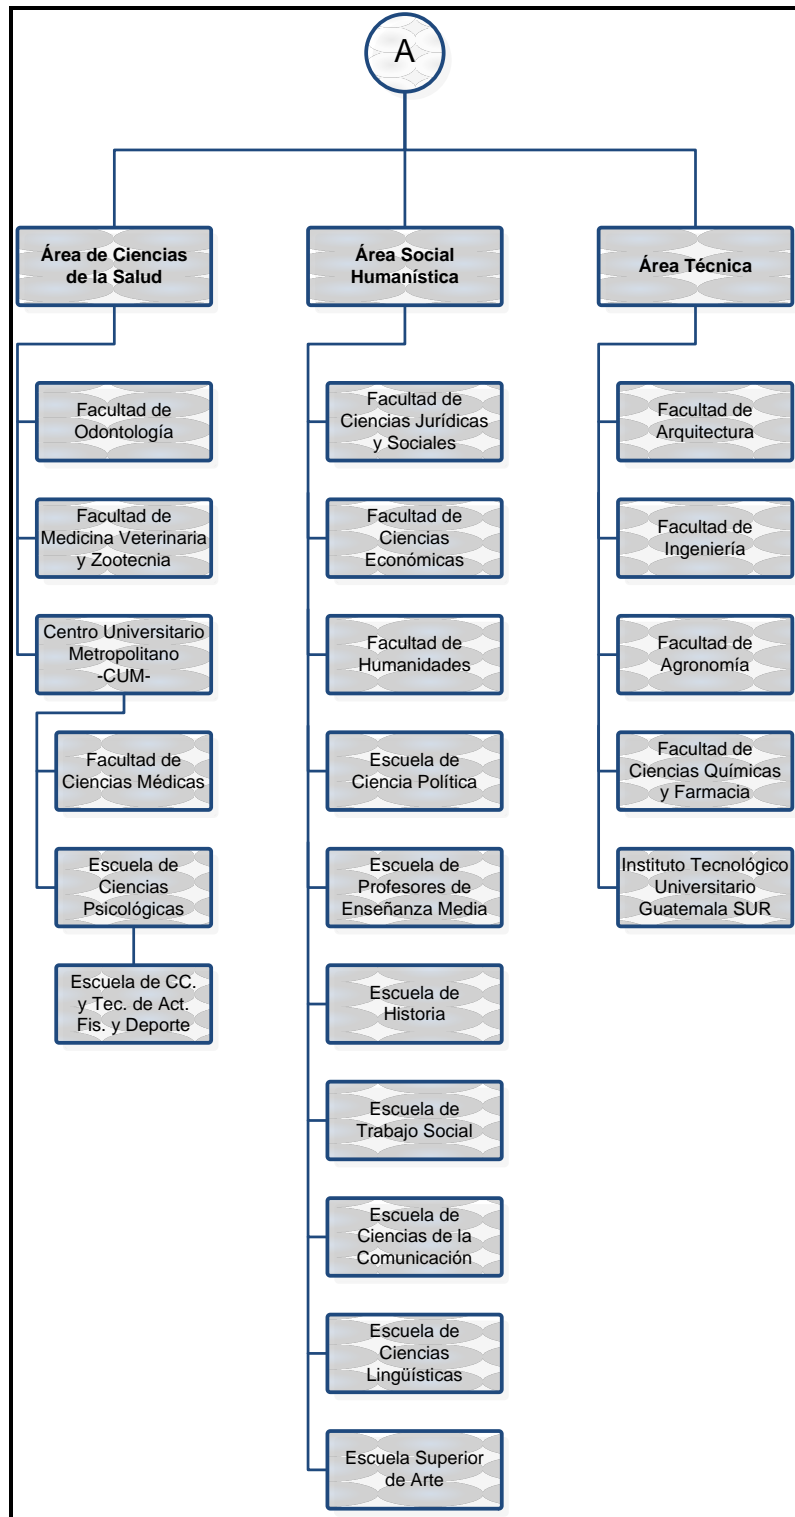 A
Área de Ciencias
de la Salud
Facultad de
Odontología
Facultad de
Medicina Veterinaria
y Zootecnia
Centro Universitario
Metropolitano
-CUM-
Facultad de
Ciencias Médicas
Escuela de
Ciencias
Psicológicas
Escuela de CC.
y Tec. de Act.
Fis. y Deporte
Área Social
Humanística
Facultad de
Ciencias Jurídicas
y Sociales
Facultad de
Ciencias
Económicas
Facultad de
Humanidades
Escuela de
Ciencia Política
Escuela de
Profesores de
Enseñanza Media
Escuela de
Historia
Escuela de
Trabajo Social
Escuela de
Ciencias de la
Comunicación
Escuela de
Ciencias
Lingüísticas
Escuela Superior
de Arte
Área Técnica
Facultad de
Arquitectura
Facultad de
Ingeniería
Facultad de
Agronomía
Facultad de
Ciencias Químicas
y Farmacia
Instituto Tecnológico
Universitario
Guatemala SUR